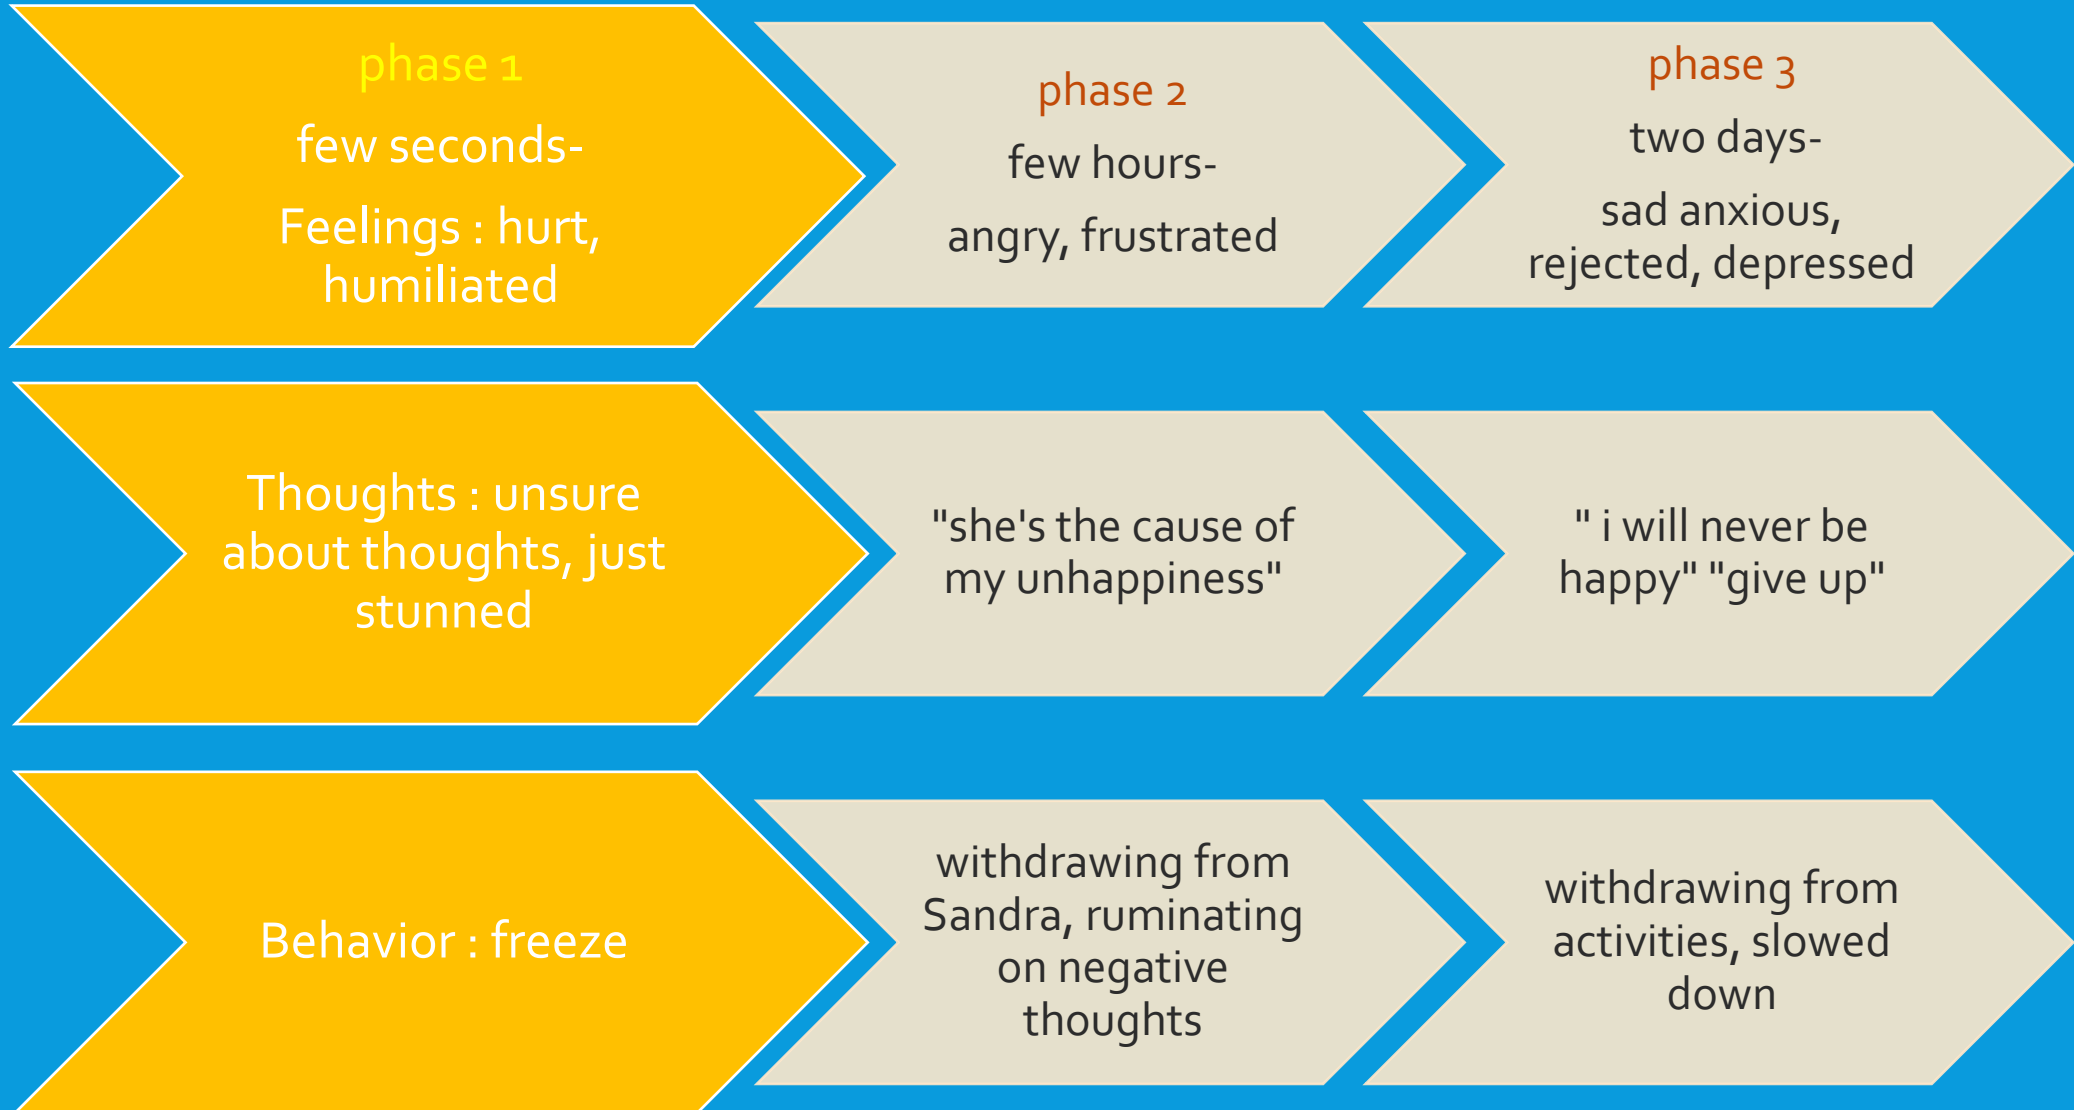 phase 1
few seconds-
Feelings : hurt,
humiliated
phase 2
few hours-
angry, frustrated
phase 3
two days-
sad anxious,
rejected, depressed
Thoughts : unsure
about thoughts, just
stunned
"she's the cause of
my unhappiness"
" i will never be
happy" "give up"
Behavior : freeze
withdrawing from
Sandra, ruminating
on negative
thoughts
withdrawing from
activities, slowed
down